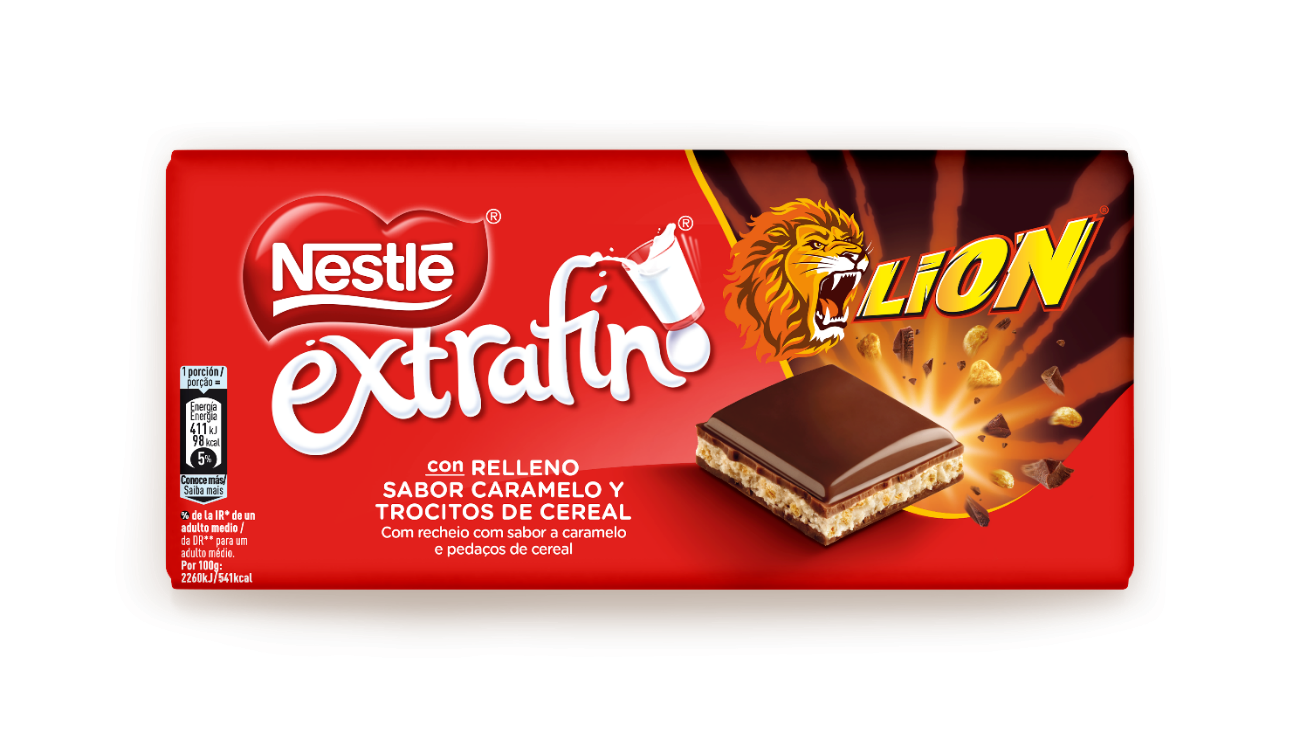 Nestlé®
extrafino®
LION®
con RELLENO
SABOR CARAMELO Y
TROCITOS DE CEREAL
Com recheio com sabor a caramelo
e pedaços de cereal
1 porción /
porção =
Energía
Energia
411 kJ
98 kcal
5%
Conoce más/
Saiba mais
% de la IR* de un
adulto medio /
da DR** para um
adulto médio.
Por 100g:
2260kJ/541kcal